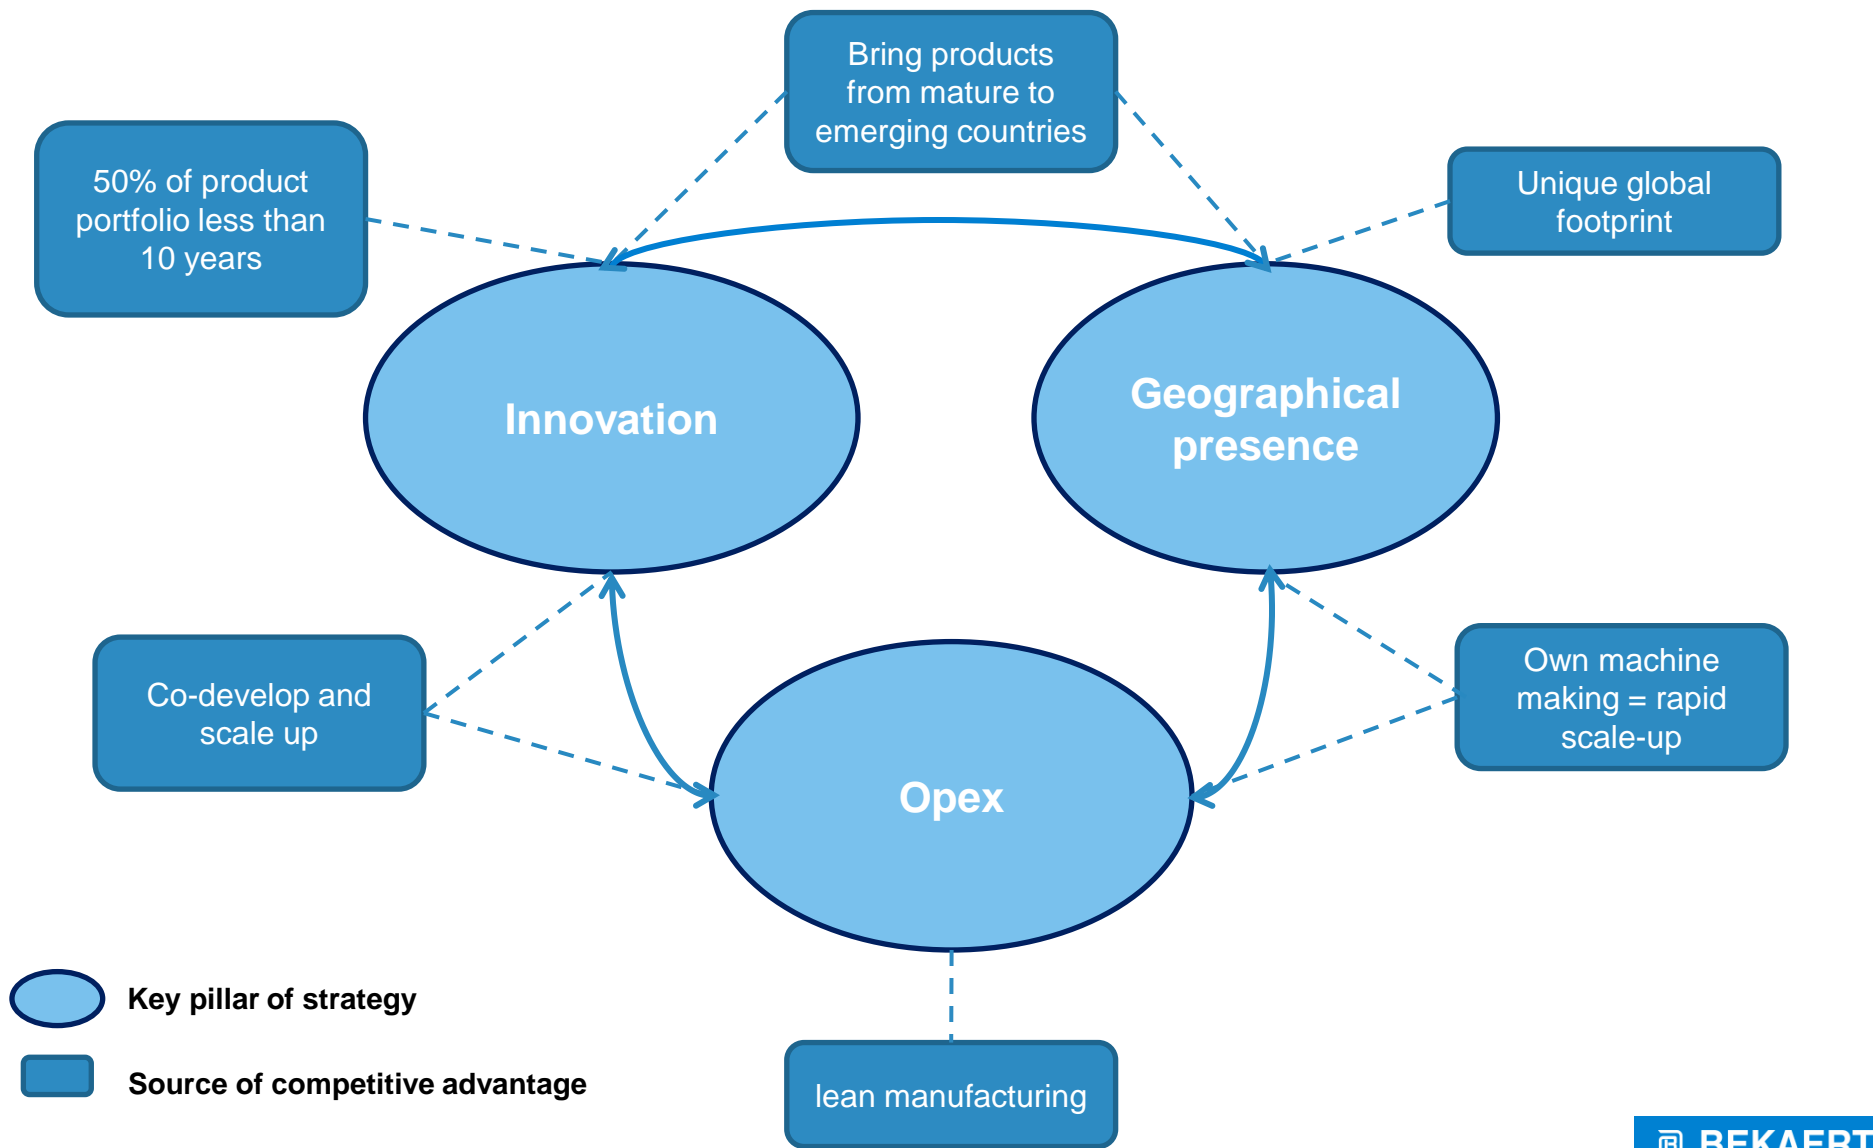 Bring products
from mature to
emerging countries
50% of product
portfolio less than
10 years
Unique global
footprint
Innovation
Geographical
presence
Co-develop and
scale up
Own machine
making = rapid
scale-up
Opex
Key pillar of strategy
Source of competitive advantage
lean manufacturing
BEKAERT